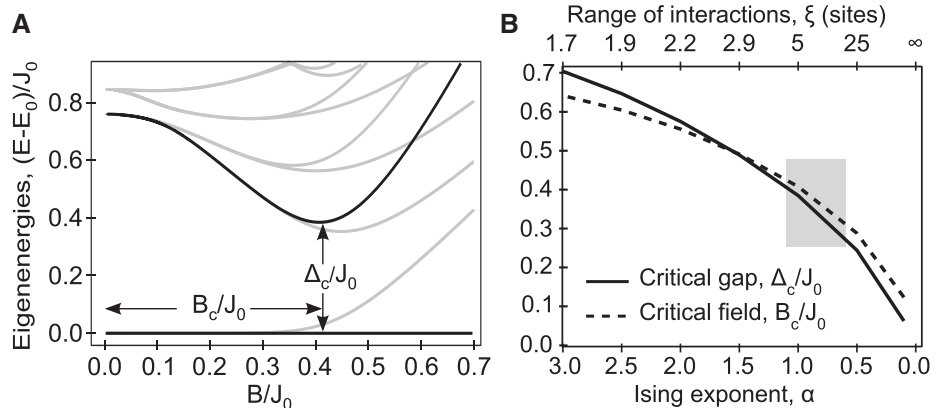 A
Eigenenergies, (E-E₀)/J₀
0.8
0.6
0.4
0.2
0.0
Δc/J₀
Bc/J₀
0.0 0.1 0.2 0.3 0.4 0.5 0.6 0.7
B/J₀
B
Range of interactions, ξ (sites)
1.7 1.9 2.2 2.9 5 25 ∞
0.7
0.6
0.5
0.4
0.3
0.2
0.1
0.0
Critical gap, Δc/J₀
Critical field, Bc/J₀
3.0 2.5 2.0 1.5 1.0 0.5 0.0
Ising exponent, α